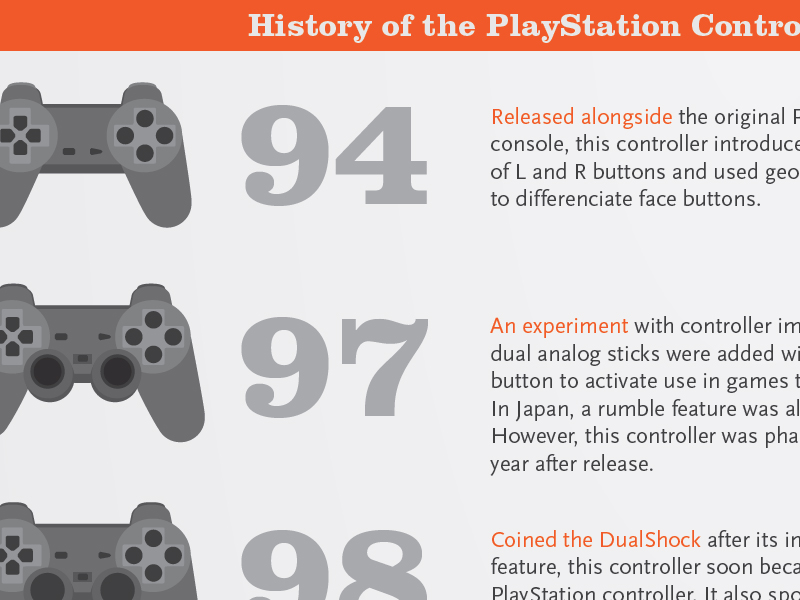 History of the PlayStation Contro
94
Released alongside the original P
console, this controller introduce
of L and R buttons and used geo
to differenciate face buttons.
97
An experiment with controller im
dual analog sticks were added wi
button to activate use in games t
In Japan, a rumble feature was al
However, this controller was pha
year after release.
98
Coined the DualShock after its in
feature, this controller soon beca
PlayStation controller. It also spo